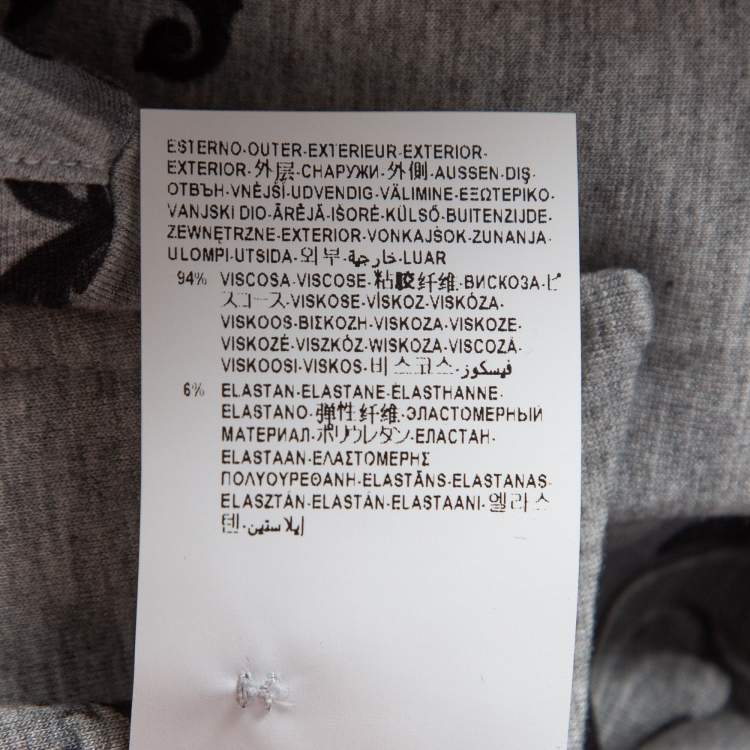 ESTERNO-OUTER-EXTERIEUR-EXTERIOR-
EXTERIOR-外层-СНАРУЖИ-外側-AUSSEN-DIŞ-
ОТВЪН-VNĚJŠÍ-UDVENDIG-VÄLIMINE-ΕΞΩΤΕΡΙΚΟ-
VANJSKI DIO-ĀRĒJĀ-IŠORĖ-KÜLSŐ-BUITENZIJDE-
ZEWNĘTRZNE-EXTERIOR-VONKAJŠOK-ZUNANJA-
ULOMPI-UTSIDA-외부-خارجية-LUAR
94% VISCOSA-VISCOSE-粘胶纤维-ВИСКОЗА-ビ
スコース-VISKOSE-VİSKOZ-VISKÓZA-
VISKOOS-ΒΙΣΚΟΖΗ-VISKOZA-VISKOZE-
VISKOZĖ-VISZKÓZ-WISKOZA-VISCOZĂ-
VISKOOSI-VISKOS-비스코스-فيسكوز
6% ELASTAN-ELASTANE-ÉLASTHANNE-
ELASTANO-弹性纤维-ЭЛАСТОМЕРНЫЙ
МАТЕРИАЛ-ポリウレタン-ЕЛАСТАН-
ELASTAAN-ΕΛΑΣΤΟΜΕΡΗΣ
ΠΟΛΥΟΥΡΕΘΑΝΗ-ELASTĀNS-ELASTANAS-
ELASZTÁN-ELASTÁN-ELASTAANI-엘라스
텐-إيلاستين